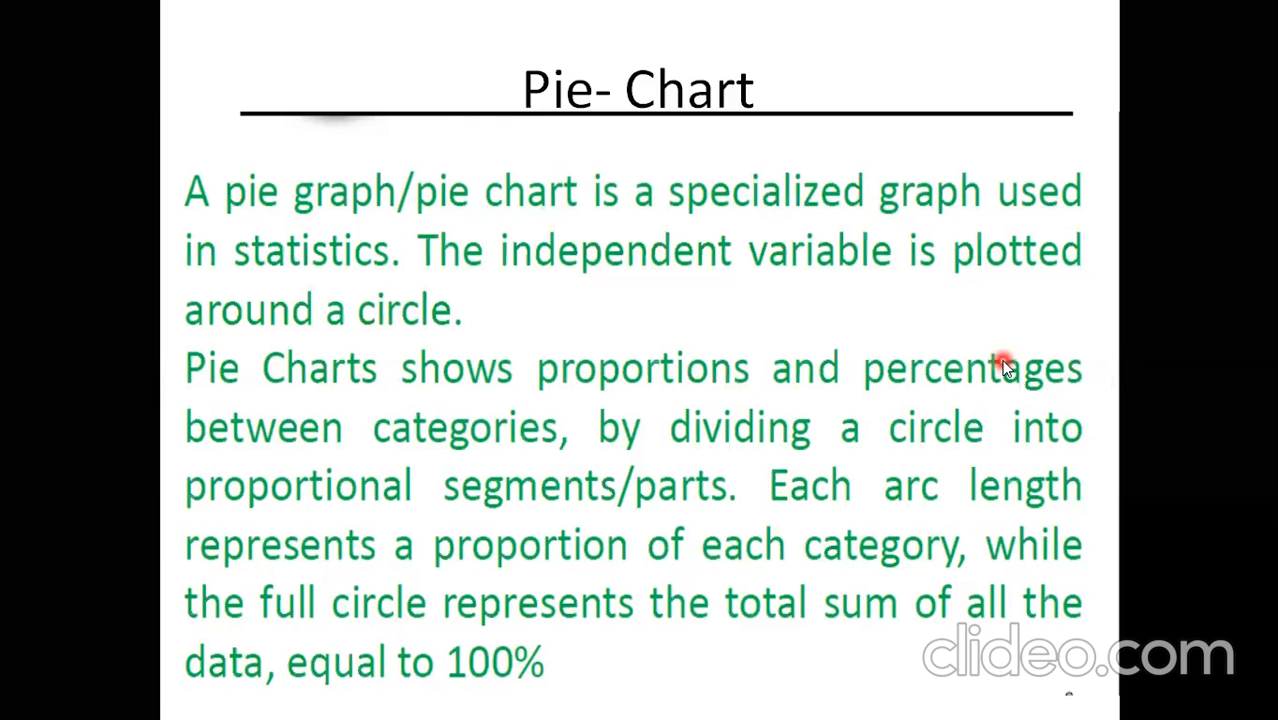 Pie- Chart
A pie graph/pie chart is a specialized graph used
in statistics. The independent variable is plotted
around a circle.
Pie Charts shows proportions and percentages
between categories, by dividing a circle into
proportional segments/parts. Each arc length
represents a proportion of each category, while
the full circle represents the total sum of all the
data, equal to 100%
clideo.com